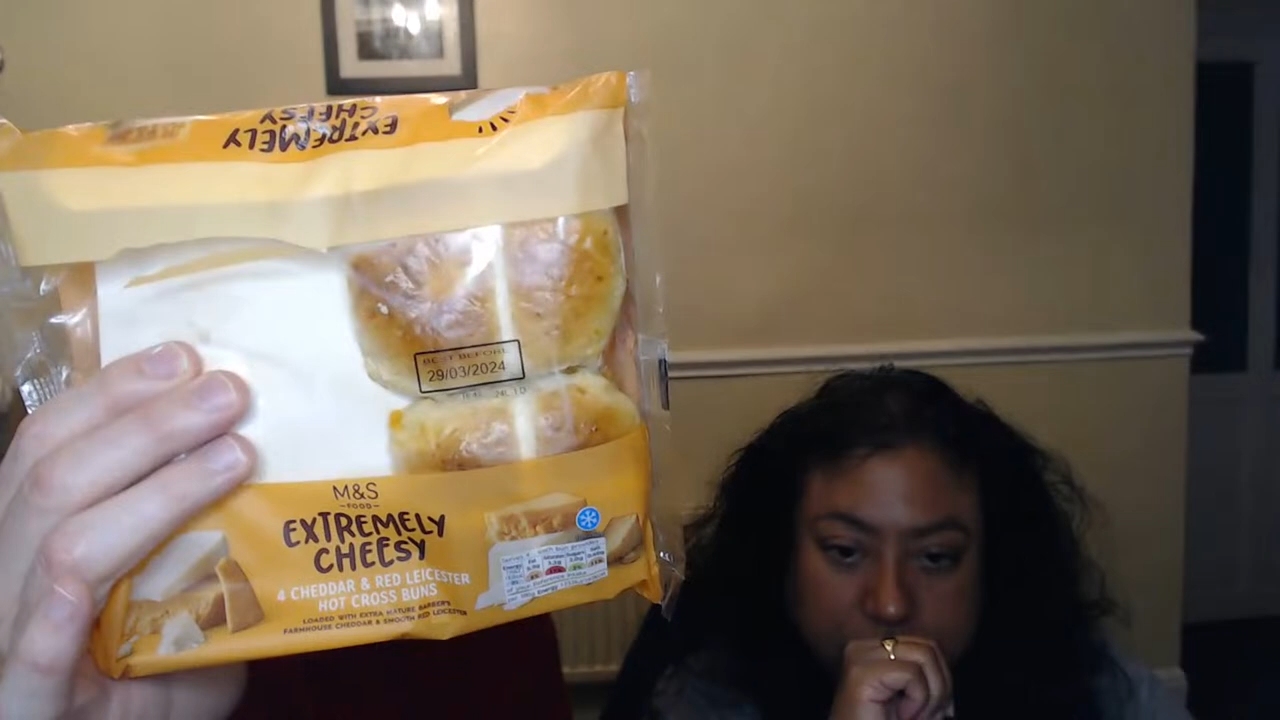 EXTREMELY
CHEESY
BEST BEFORE
29/03/2024
M&S
FOOD
EXTREMELY
CHEESY
4 CHEDDAR & RED LEICESTER
HOT CROSS BUNS
LOADED WITH EXTRA MATURE BARBER'S
FARMHOUSE CHEDDAR & SMOOTH RED LEICESTER